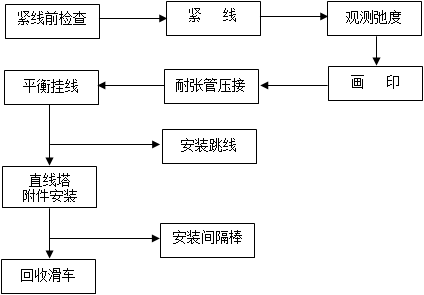 紧线前检查
紧 线
观测弛度
画 印
耐张管压接
平衡挂线
安装跳线
直线塔
附件安装
安装间隔棒
回收滑车